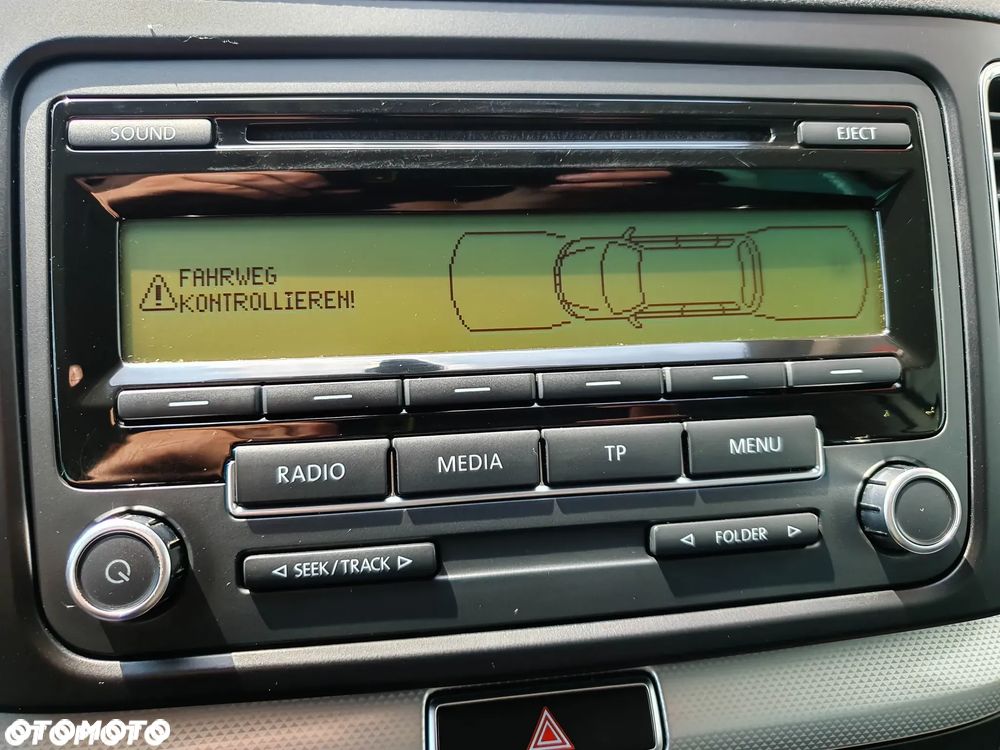 SOUND
EJECT
FAHRWEG
KONTROLLIEREN!
RADIO
MEDIA
TP
MENU
SEEK/TRACK
FOLDER
OTOMOTO